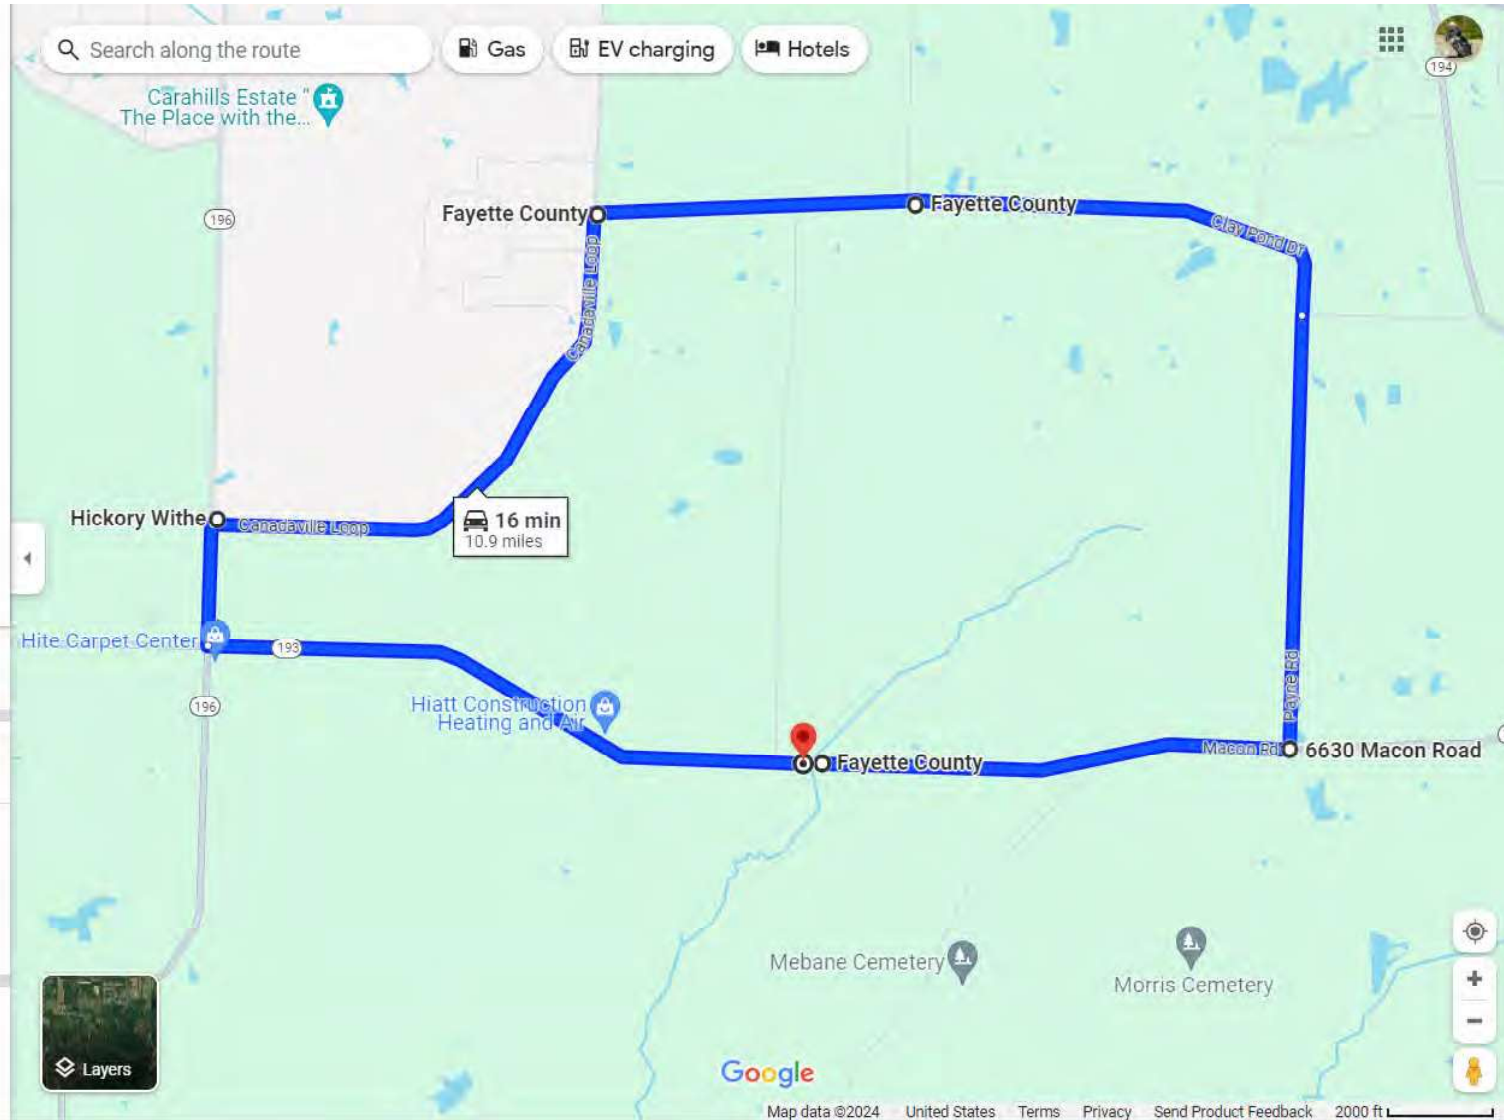 Search along the route
Gas
EV charging
Hotels
194
Carahills Estate "
The Place with the...
196
Fayette County
Fayette County
Clay Pond Dr
Canadaville Loop
Hickory Withe
Canadaville Loop
16 min
10.9 miles
Hite Carpet Center
193
Playne Rd
196
Hiatt Construction
Heating and Air
Fayette County
Macon Rd
6630 Macon Road
Mebane Cemetery
Morris Cemetery
Layers
Google
Map data ©2024 United States Terms Privacy Send Product Feedback 2000 ft